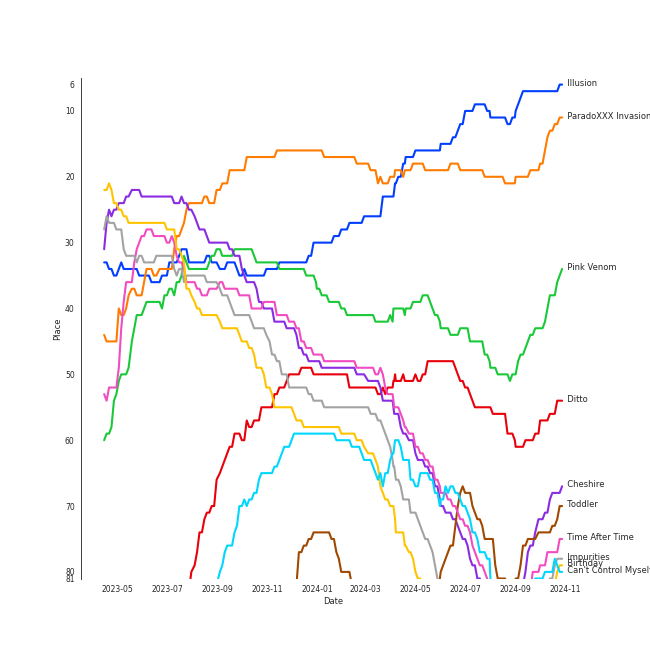 6
10
20
30
40
50
60
70
80
81
Place
Illusion
ParadoXXX Invasion
Pink Venom
Ditto
Cheshire
Toddler
Time After Time
Impurities
Birthday
Can't Control Mysel
2023-05
2023-07
2023-09
2023-11
2024-01
2024-03
2024-05
2024-07
2024-09
2024-11
Date